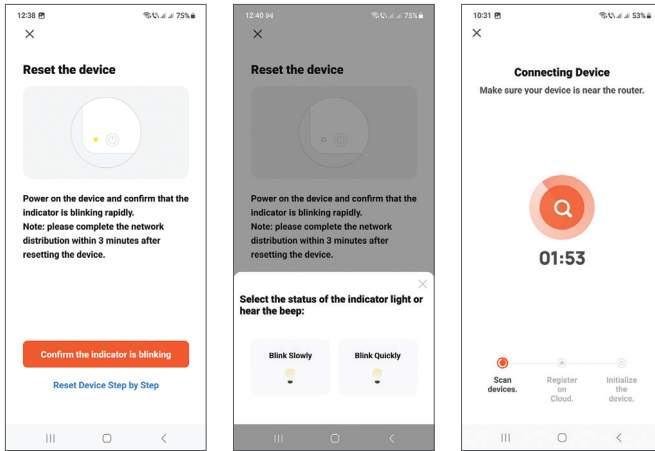 12:38
75%
Reset the device
Power on the device and confirm that the
indicator is blinking rapidly.
Note: please complete the network
distribution within 3 minutes after
resetting the device.
Confirm the indicator is blinking
Reset Device Step by Step
12:40
75%
Reset the device
Power on the device and confirm that the
indicator is blinking rapidly.
Note: please complete the network
distribution within 3 minutes after
resetting the device.
Select the status of the indicator light or
hear the beep:
Blink Slowly
Blink Quickly
10:31
53%
Connecting Device
Make sure your device is near the router.
01:53
Scan
devices.
Register
on
Cloud.
Initialize
the
device.